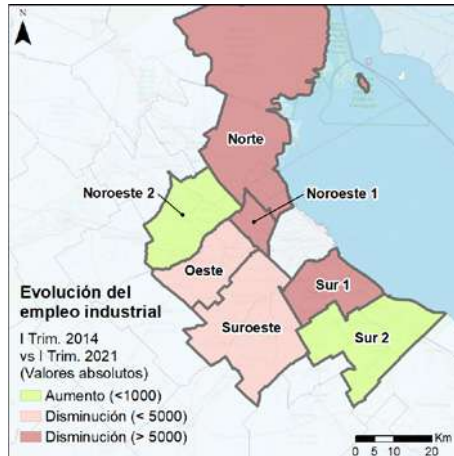 N
Norte
Noroeste 2
Noroeste 1
Oeste
Sur 1
Suroeste
Sur 2
Evolución del
empleo industrial
I Trim. 2014
vs I Trim. 2021
(Valores absolutos)
Aumento (<1000)
Disminución (< 5000)
Disminución (> 5000)
Km
0 5 10 20